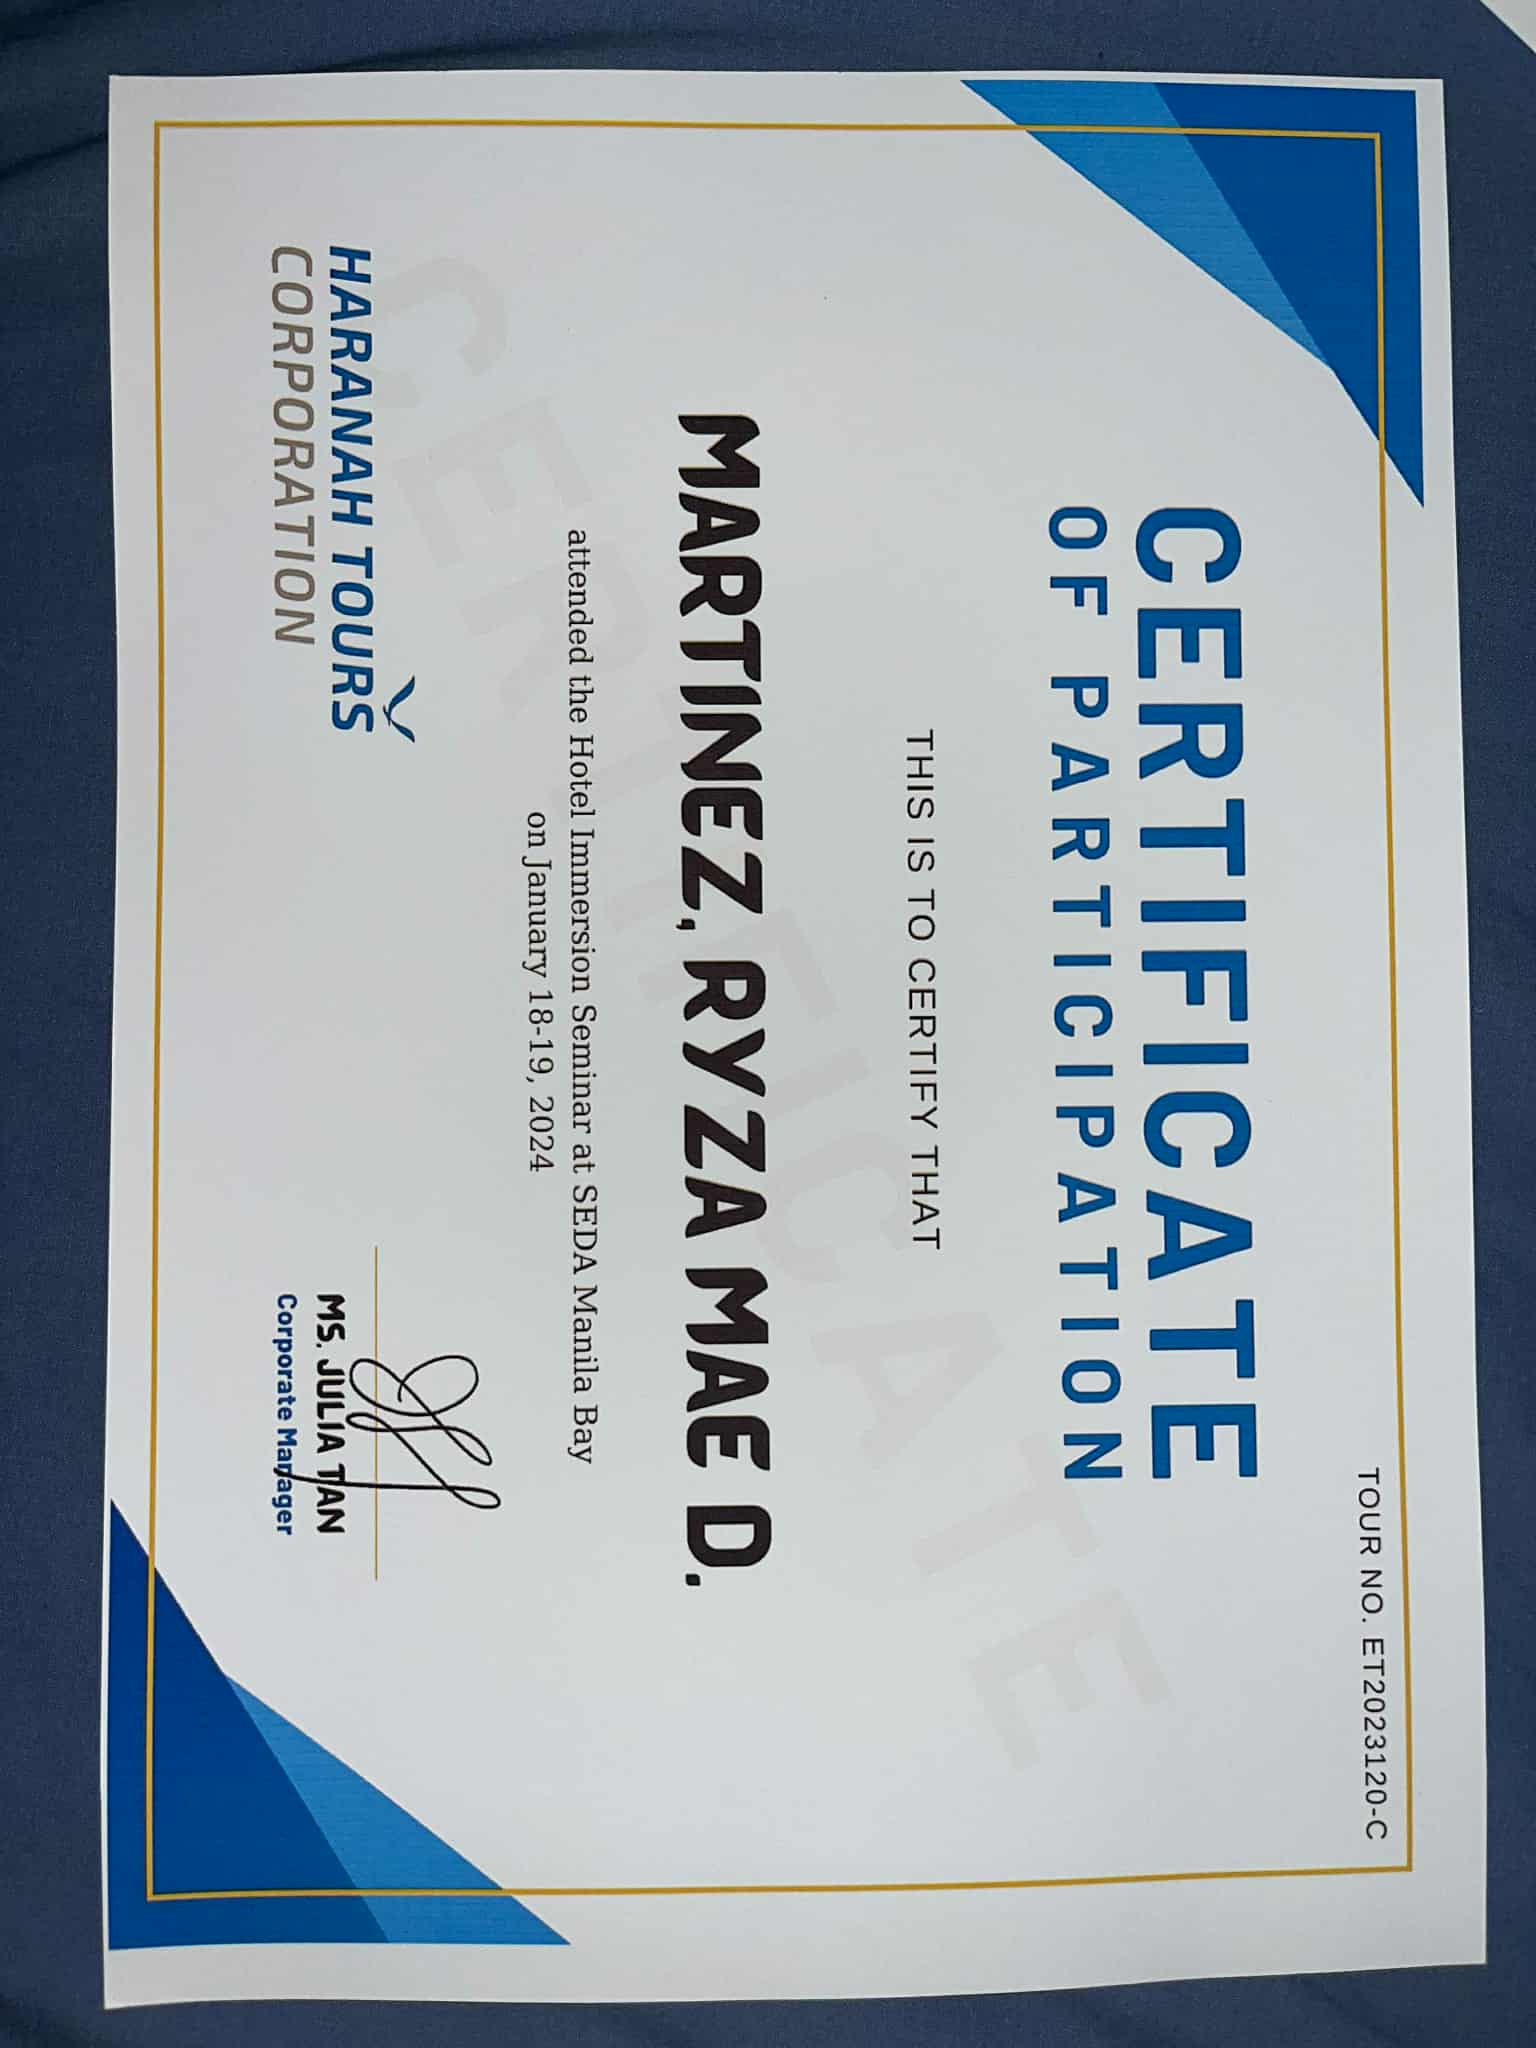 TOUR NO. ET2023120-C
CERTIFICATE
OF PARTICIPATION
THIS IS TO CERTIFY THAT
MARTINEZ, RYZA MAE D.
attended the Hotel Immersion Seminar at SEDA Manila Bay
on January 18-19, 2024
CERTIFICATE
HARANAH TOURS
CORPORATION
MS. JULIA TAN
Corporate Manager